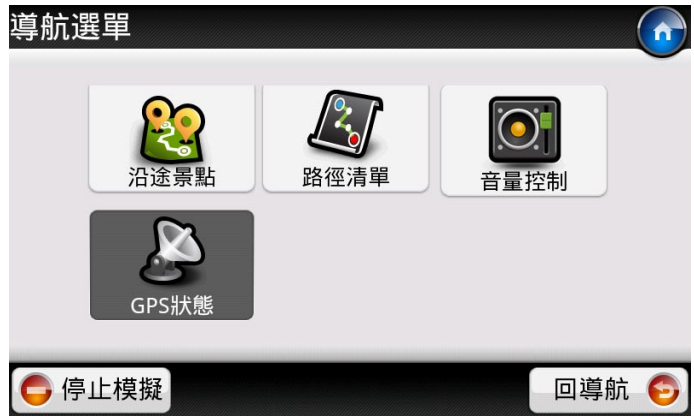 導航選單
沿途景點
路徑清單
音量控制
GPS狀態
停止模擬
回導航